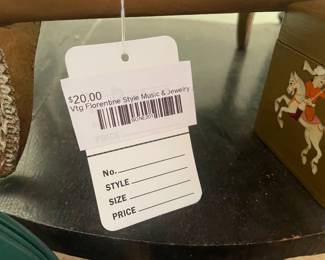 $20.00
Vtg Florentine Style Music & Jewelry
No.
STYLE
SIZE
PRICE